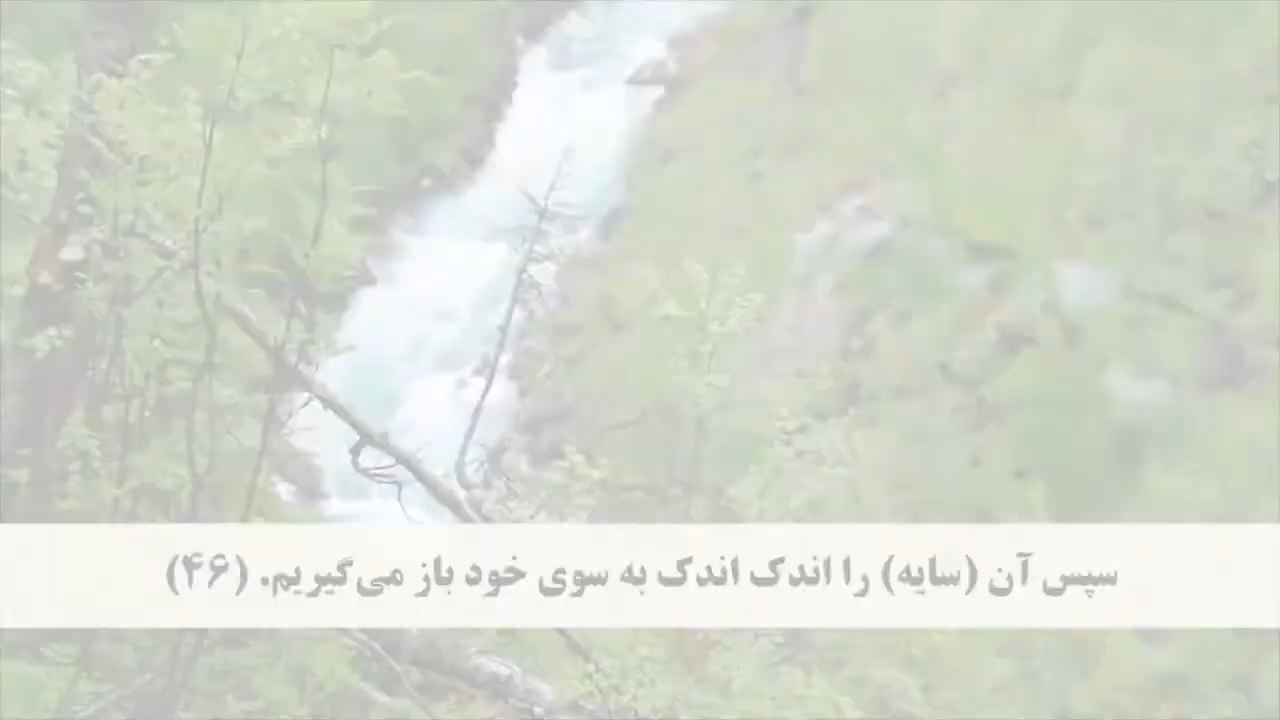 سپس آن (سایه) را اندک اندک به سوی خود باز می‌گیریم. (۴۶)